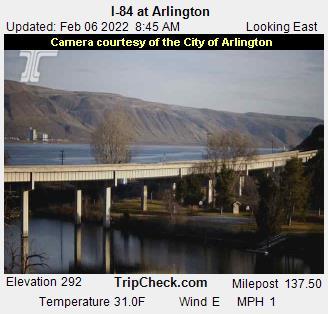 I-84 at Arlington
Updated: Feb 06 2022 8:45 AM Looking East
Camera courtesy of the City of Arlington
Elevation 292 TripCheck.com Milepost 137.50
Temperature 31.0F Wind E MPH 1